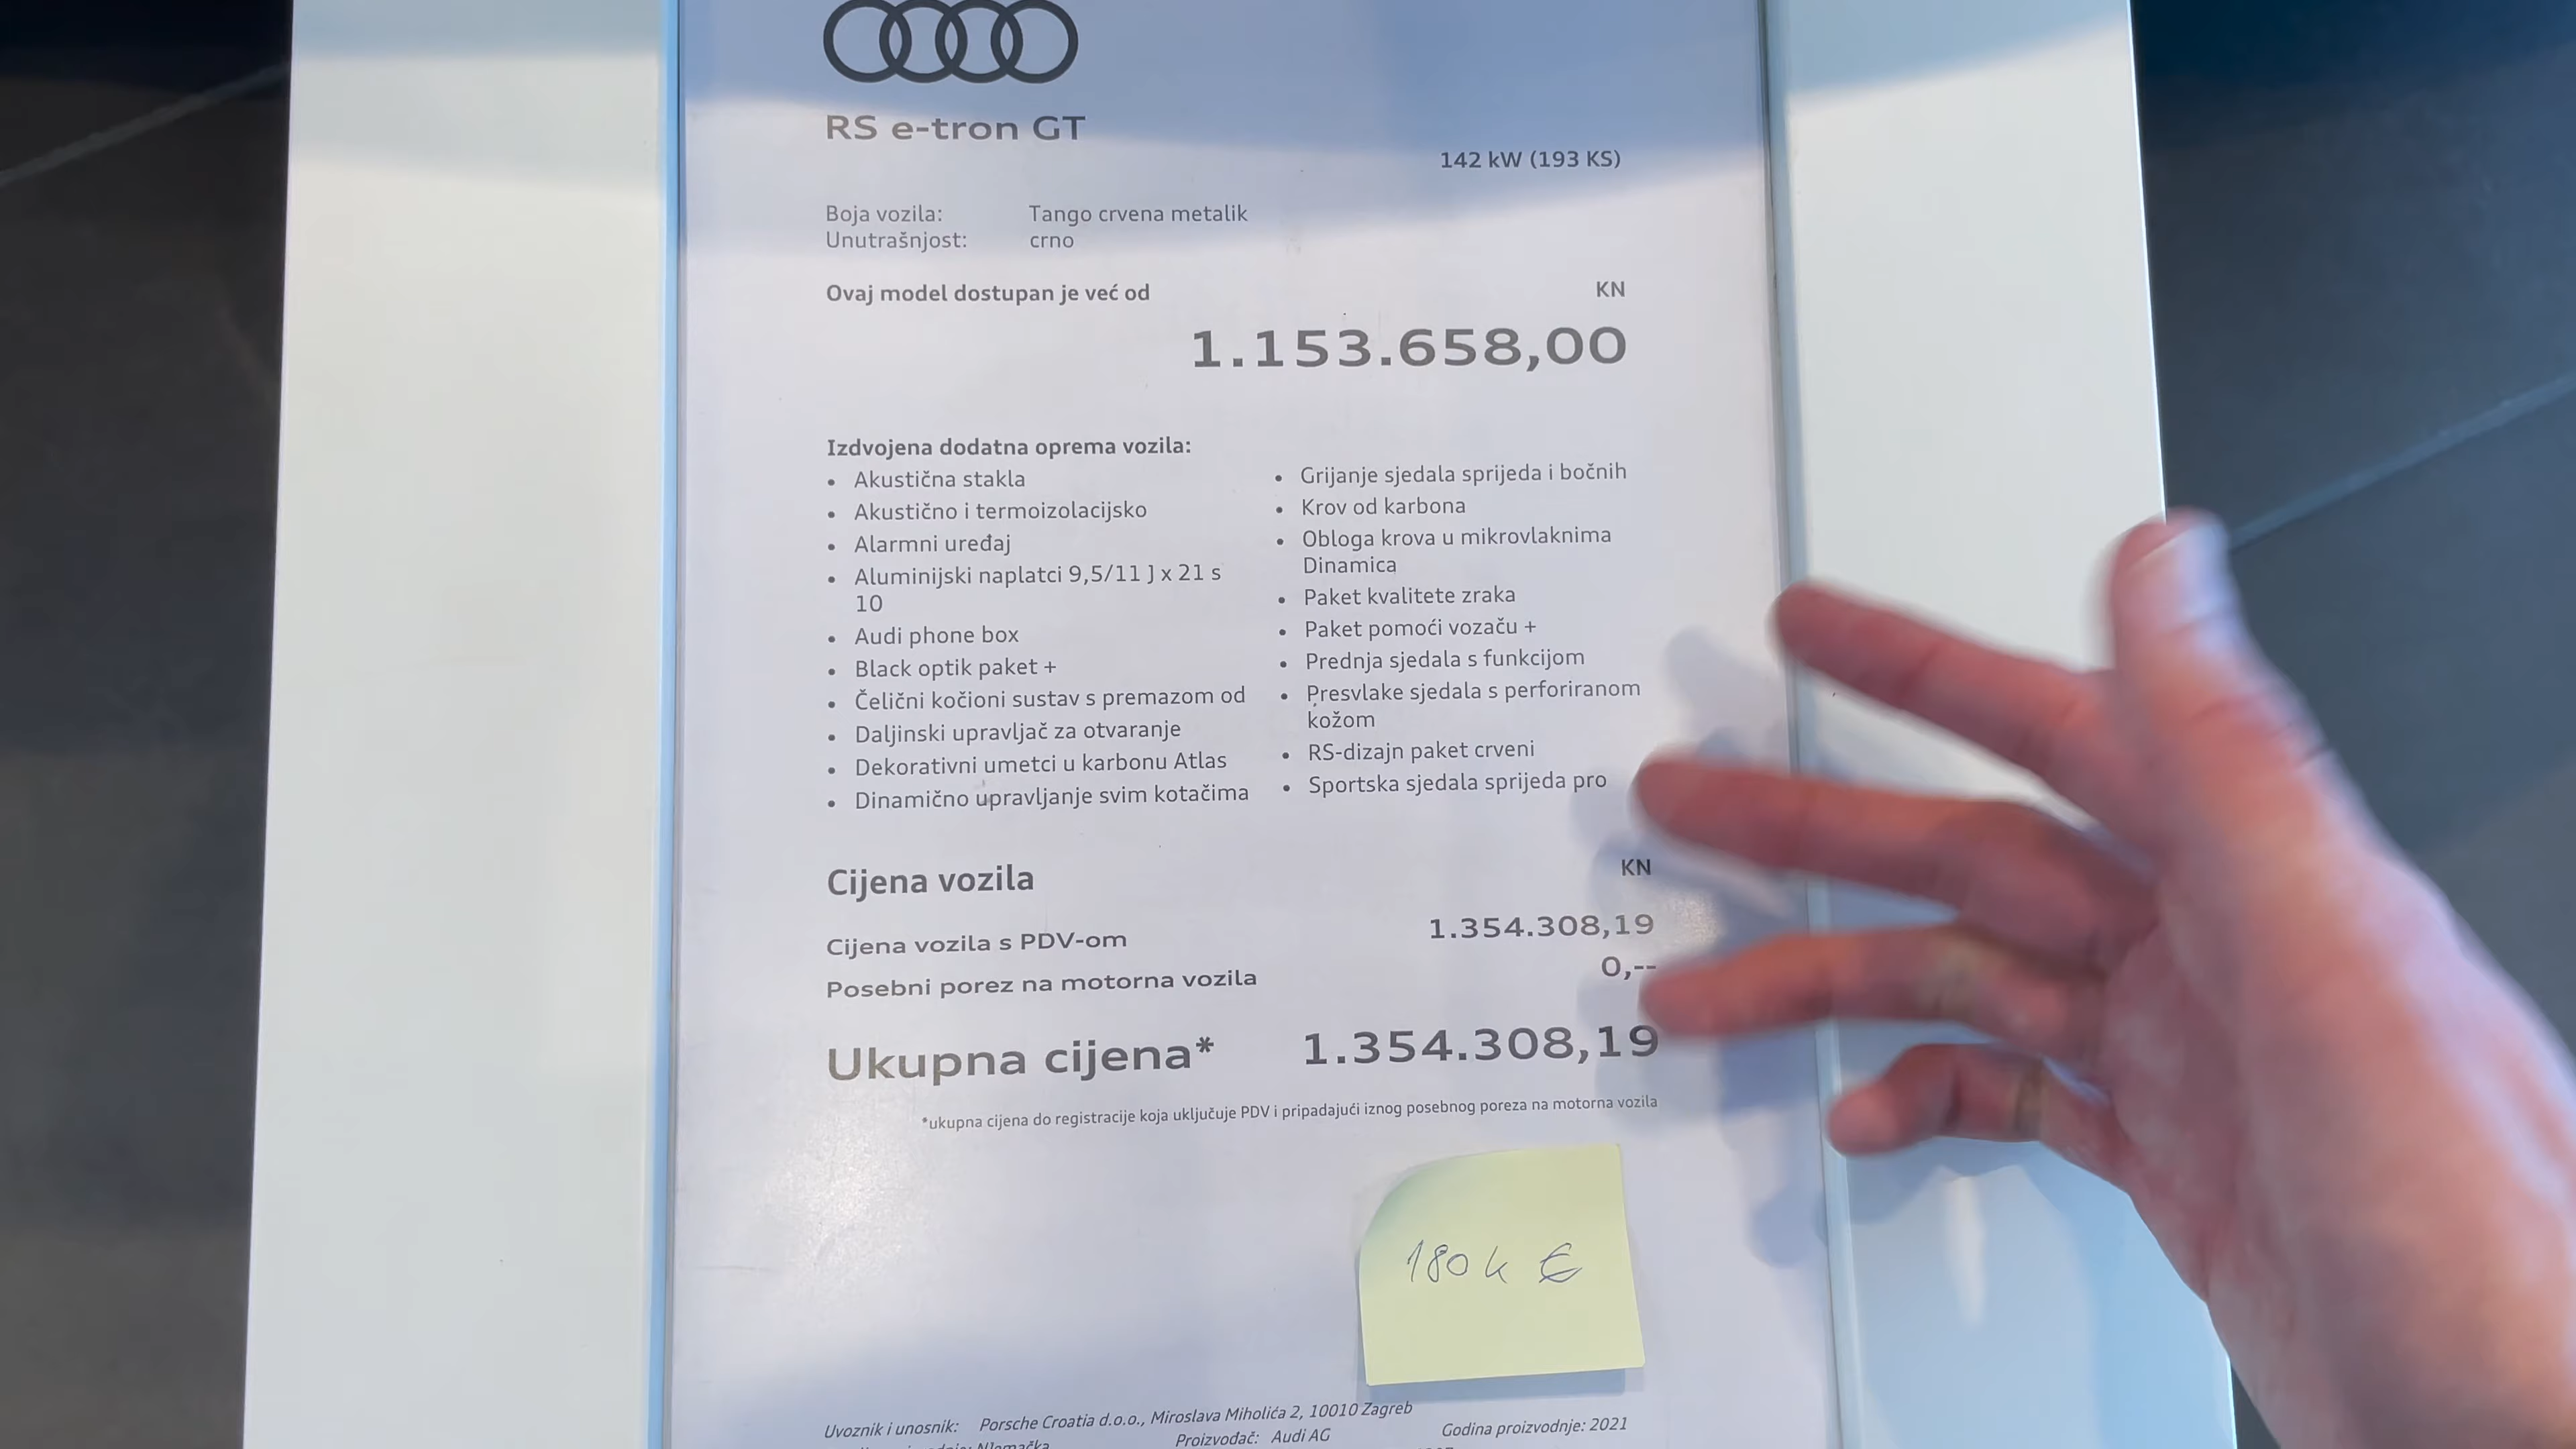 RS e-tron GT
142 kW (193 KS)
Boja vozila: Tango crvena metalik
Unutrašnjost: crno
Ovaj model dostupan je već od KN
1.153.658,00
Izdvojena dodatna oprema vozila:
• Akustična stakla
• Akustično i termoizolacijsko
• Alarmni uređaj
• Aluminijski naplatci 9,5/11 J x 21 s
10
• Audi phone box
• Black optik paket +
• Čelični kočioni sustav s premazom od
• Daljinski upravljač za otvaranje
• Dekorativni umetci u karbonu Atlas
• Dinamično upravljanje svim kotačima
• Grijanje sjedala sprijeda i bočnih
• Krov od karbona
• Obloga krova u mikrovlaknima
Dinamica
• Paket kvalitete zraka
• Paket pomoći vozaču +
• Prednja sjedala s funkcijom
• Presvlake sjedala s perforiranom
kožom
• RS-dizajn paket crveni
• Sportska sjedala sprijeda pro
Cijena vozila KN
Cijena vozila s PDV-om 1.354.308,19
Posebni porez na motorna vozila 0,--
Ukupna cijena* 1.354.308,19
*ukupna cijena do registracije koja uključuje PDV i pripadajući iznog posebnog poreza na motorna vozila
180 k €
Uvoznik i unosnik: Porsche Croatia d.o.o., Miroslava Miholića 2, 10010 Zagreb
Njemačka Proizvođač: Audi AG Godina proizvodnje: 2021